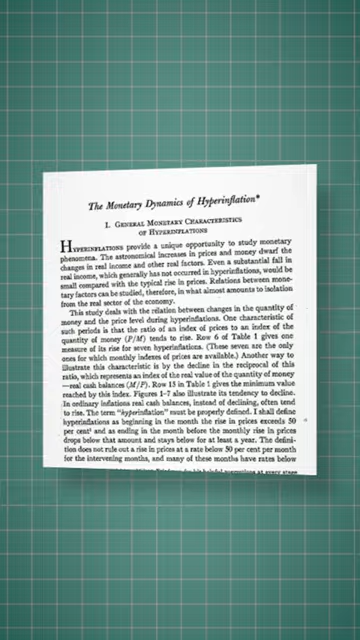 The Monetary Dynamics of Hyperinflation*
I. GENERAL MONETARY CHARACTERISTICS
OF HYPERINFLATIONS
HYPERINFLATIONS provide a unique opportunity to study monetary
phenomena. The astronomical increases in prices and money dwarf the
changes in real income and other real factors. Even a substantial fall in
real income, which generally has not occurred in hyperinflations, would be
small compared with the typical rise in prices. Relations between mone-
tary factors can be studied, therefore, in what almost amounts to isolation
from the real sector of the economy.
This study deals with the relation between changes in the quantity of
money and the price level during hyperinflations. One characteristic of
such periods is that the ratio of an index of prices to an index of the
quantity of money (P/M) tends to rise. Row 6 of Table 1 gives one
measure of its rise for seven hyperinflations. (These seven are the only
ones for which monthly indexes of prices are available.) Another way to
illustrate this characteristic is by the decline in the reciprocal of this
ratio, which represents an index of the real value of the quantity of money
—real cash balances (M/P). Row 15 in Table 1 gives the minimum value
reached by this index. Figures 1-7 also illustrate its tendency to decline.
In ordinary inflations real cash balances, instead of declining, often tend
to rise. The term "hyperinflation" must be properly defined. I shall define
hyperinflations as beginning in the month the rise in prices exceeds 50
per cent¹ and as ending in the month before the monthly rise in prices
drops below that amount and stays below for at least a year. The defini-
tion does not rule out a rise in prices at a rate below 50 per cent per month
for the intervening months, and many of these months have rates below